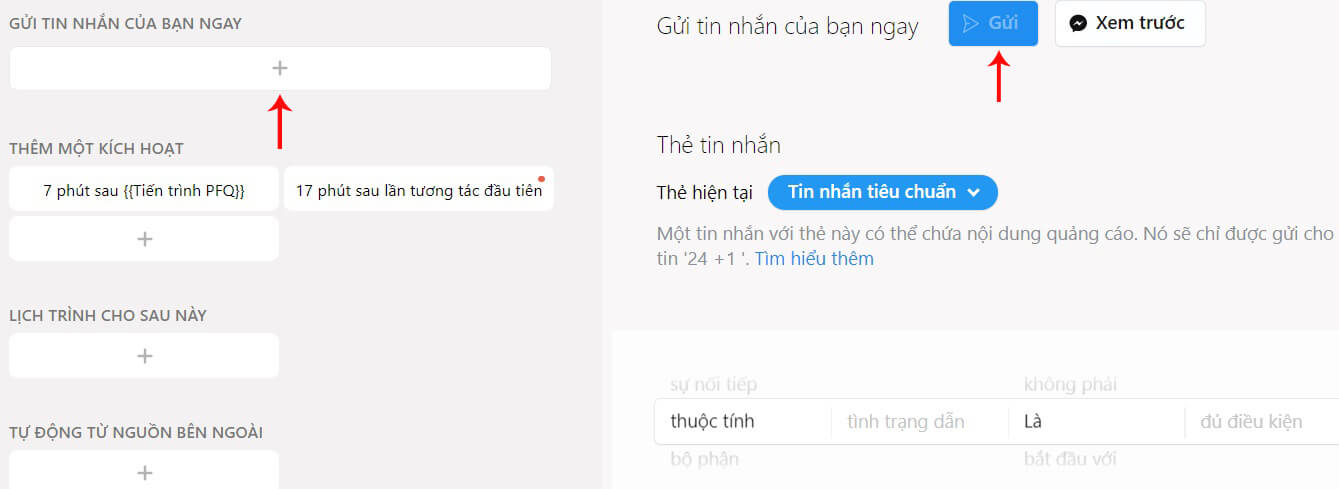 GỬI TIN NHẮN CỦA BẠN NGAY
+
THÊM MỘT KÍCH HOẠT
7 phút sau {{Tiến trình PFQ}}
17 phút sau lần tương tác đầu tiên
+
LỊCH TRÌNH CHO SAU NÀY
+
TỰ ĐỘNG TỪ NGUỒN BÊN NGOÀI
+
Gửi tin nhắn của bạn ngay
Gửi
Xem trước
Thẻ tin nhắn
Thẻ hiện tại
Tin nhắn tiêu chuẩn
Một tin nhắn với thẻ này có thể chứa nội dung quảng cáo. Nó sẽ chỉ được gửi cho
tin '24 +1 '. Tìm hiểu thêm
sự nối tiếp không phải
thuộc tính tình trạng dẫn Là đủ điều kiện
bộ phận bắt đầu với